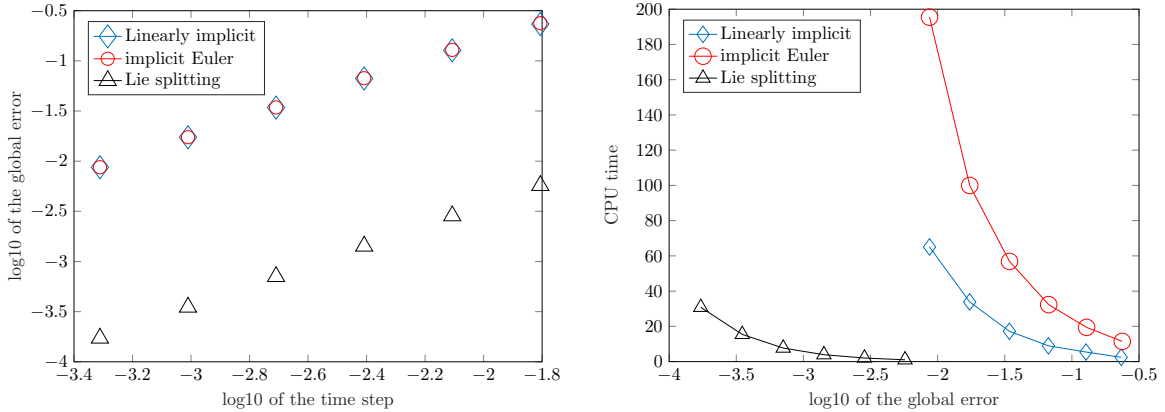 −0.5
−1
−1.5
−2
−2.5
−3
−3.5
−4
log10 of the global error
Linearly implicit
implicit Euler
Lie splitting
−3.4 −3.2 −3 −2.8 −2.6 −2.4 −2.2 −2 −1.8
log10 of the time step
200
180
160
140
120
100
80
60
40
20
0
CPU time
Linearly implicit
implicit Euler
Lie splitting
−4 −3.5 −3 −2.5 −2 −1.5 −1 −0.5
log10 of the global error